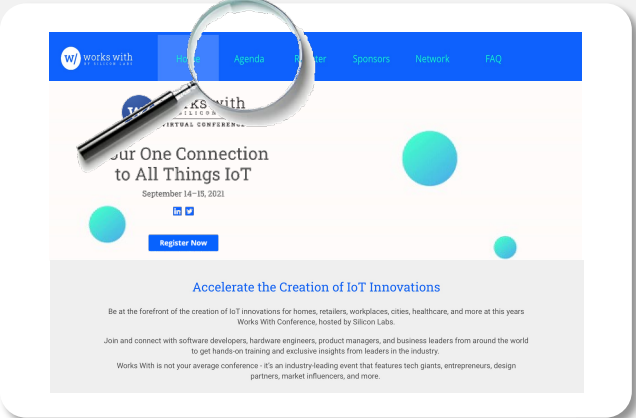 works with
BY SILICON LABS
Home Agenda Register Sponsors Network FAQ
with
VIRTUAL CONFERENCE
One Connection
to All Things IoT
September 14–15, 2021
in
Register Now
Accelerate the Creation of IoT Innovations
Be at the forefront of the creation of IoT innovations for homes, retailers, workplaces, cities, healthcare, and more at this years
Works With Conference, hosted by Silicon Labs.
Join and connect with software developers, hardware engineers, product managers, and business leaders from around the world
to get hands-on training and exclusive insights from leaders in the industry.
Works With is not your average conference - it's an industry-leading event that features tech giants, entrepreneurs, design
partners, market influencers, and more.